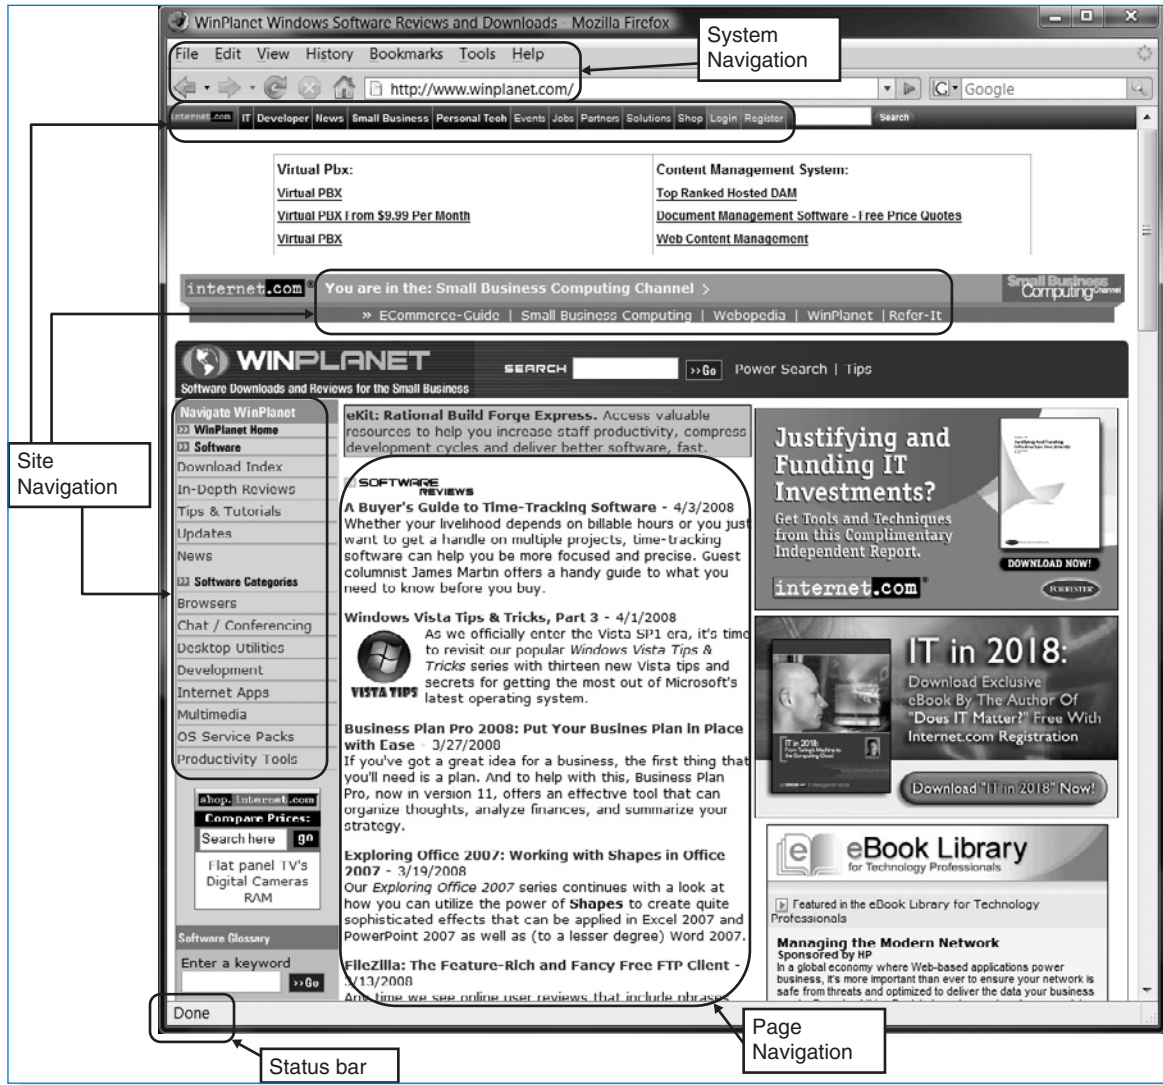 WinPlanet Windows Software Reviews and Downloads - Mozilla Firefox
System
Navigation
File Edit View History Bookmarks Tools Help
http://www.winplanet.com/
Google
internet.com IT Developer News Small Business Personal Tech Events Jobs Partners Solutions Shop Login Register Search
Virtual Pbx:
Virtual PBX
Virtual PBX From $9.99 Per Month
Virtual PBX
Content Management System:
Top Ranked Hosted DAM
Document Management Software - Free Price Quotes
Web Content Management
internet.com® You are in the: Small Business Computing Channel >
Small Business
Computing Channel
» ECommerce-Guide | Small Business Computing | Webopedia | WinPlanet | Refer-It
WINPLANET
Software Downloads and Reviews for the Small Business
SEARCH >>Go Power Search | Tips
Site
Navigation
Navigate WinPlanet
WinPlanet Home
Software
Download Index
In-Depth Reviews
Tips & Tutorials
Updates
News
Software Categories
Browsers
Chat / Conferencing
Desktop Utilities
Development
Internet Apps
Multimedia
OS Service Packs
Productivity Tools
shop.internet.com
Compare Prices:
Search here go
Flat panel TV's
Digital Cameras
RAM
Software Glossary
Enter a keyword
>>Go
eKit: Rational Build Forge Express. Access valuable
resources to help you increase staff productivity, compress
development cycles and deliver better software, fast.
SOFTWARE
REVIEWS
A Buyer's Guide to Time-Tracking Software - 4/3/2008
Whether your livelihood depends on billable hours or you just
want to get a handle on multiple projects, time-tracking
software can help you be more focused and precise. Guest
columnist James Martin offers a handy guide to what you
need to know before you buy.
Windows Vista Tips & Tricks, Part 3 - 4/1/2008
As we officially enter the Vista SP1 era, it's time
to revisit our popular Windows Vista Tips &
Tricks series with thirteen new Vista tips and
secrets for getting the most out of Microsoft's
latest operating system.
VISTA TIPS
Business Plan Pro 2008: Put Your Busines Plan in Place
with Ease - 3/27/2008
If you've got a great idea for a business, the first thing that
you'll need is a plan. And to help with this, Business Plan
Pro, now in version 11, offers an effective tool that can
organize thoughts, analyze finances, and summarize your
strategy.
Exploring Office 2007: Working with Shapes in Office
2007 - 3/19/2008
Our Exploring Office 2007 series continues with a look at
how you can utilize the power of Shapes to create quite
sophisticated effects that can be applied in Excel 2007 and
PowerPoint 2007 as well as (to a lesser degree) Word 2007.
FileZilla: The Feature-Rich and Fancy Free FTP Client -
3/13/2008
Any time we see online user reviews that include phrases
Justifying and
Funding IT
Investments?
Get Tools and Techniques
from this Complimentary
Independent Report.
internet.com®
DOWNLOAD NOW!
FORRESTER
IT in 2018:
Download Exclusive
eBook By The Author Of
"Does IT Matter?" Free With
Internet.com Registration
IT in 2018:
From Turing's Machine to
the Computing Cloud
Download "IT in 2018" Now!
eBook Library
for Technology Professionals
Featured in the eBook Library for Technology
Professionals
Managing the Modern Network
Sponsored by HP
In a global economy where Web-based applications power
business, it's more important than ever to ensure your network is
safe from threats and optimized to deliver the data your business
Done
Status bar
Page
Navigation